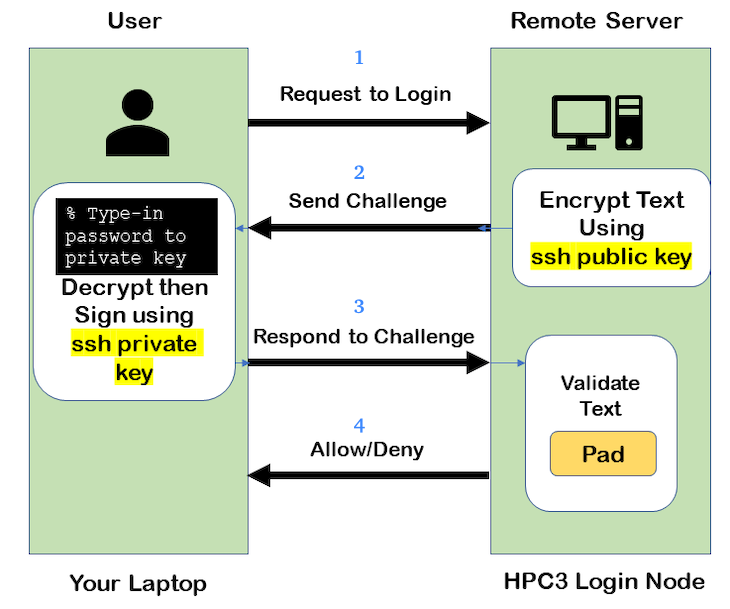 User
Remote Server
1
Request to Login
2
Send Challenge
Encrypt Text
Using
ssh public key
% Type-in
password to
private key
Decrypt then
Sign using
ssh private
key
3
Respond to Challenge
Validate
Text
Pad
4
Allow/Deny
Your Laptop
HPC3 Login Node